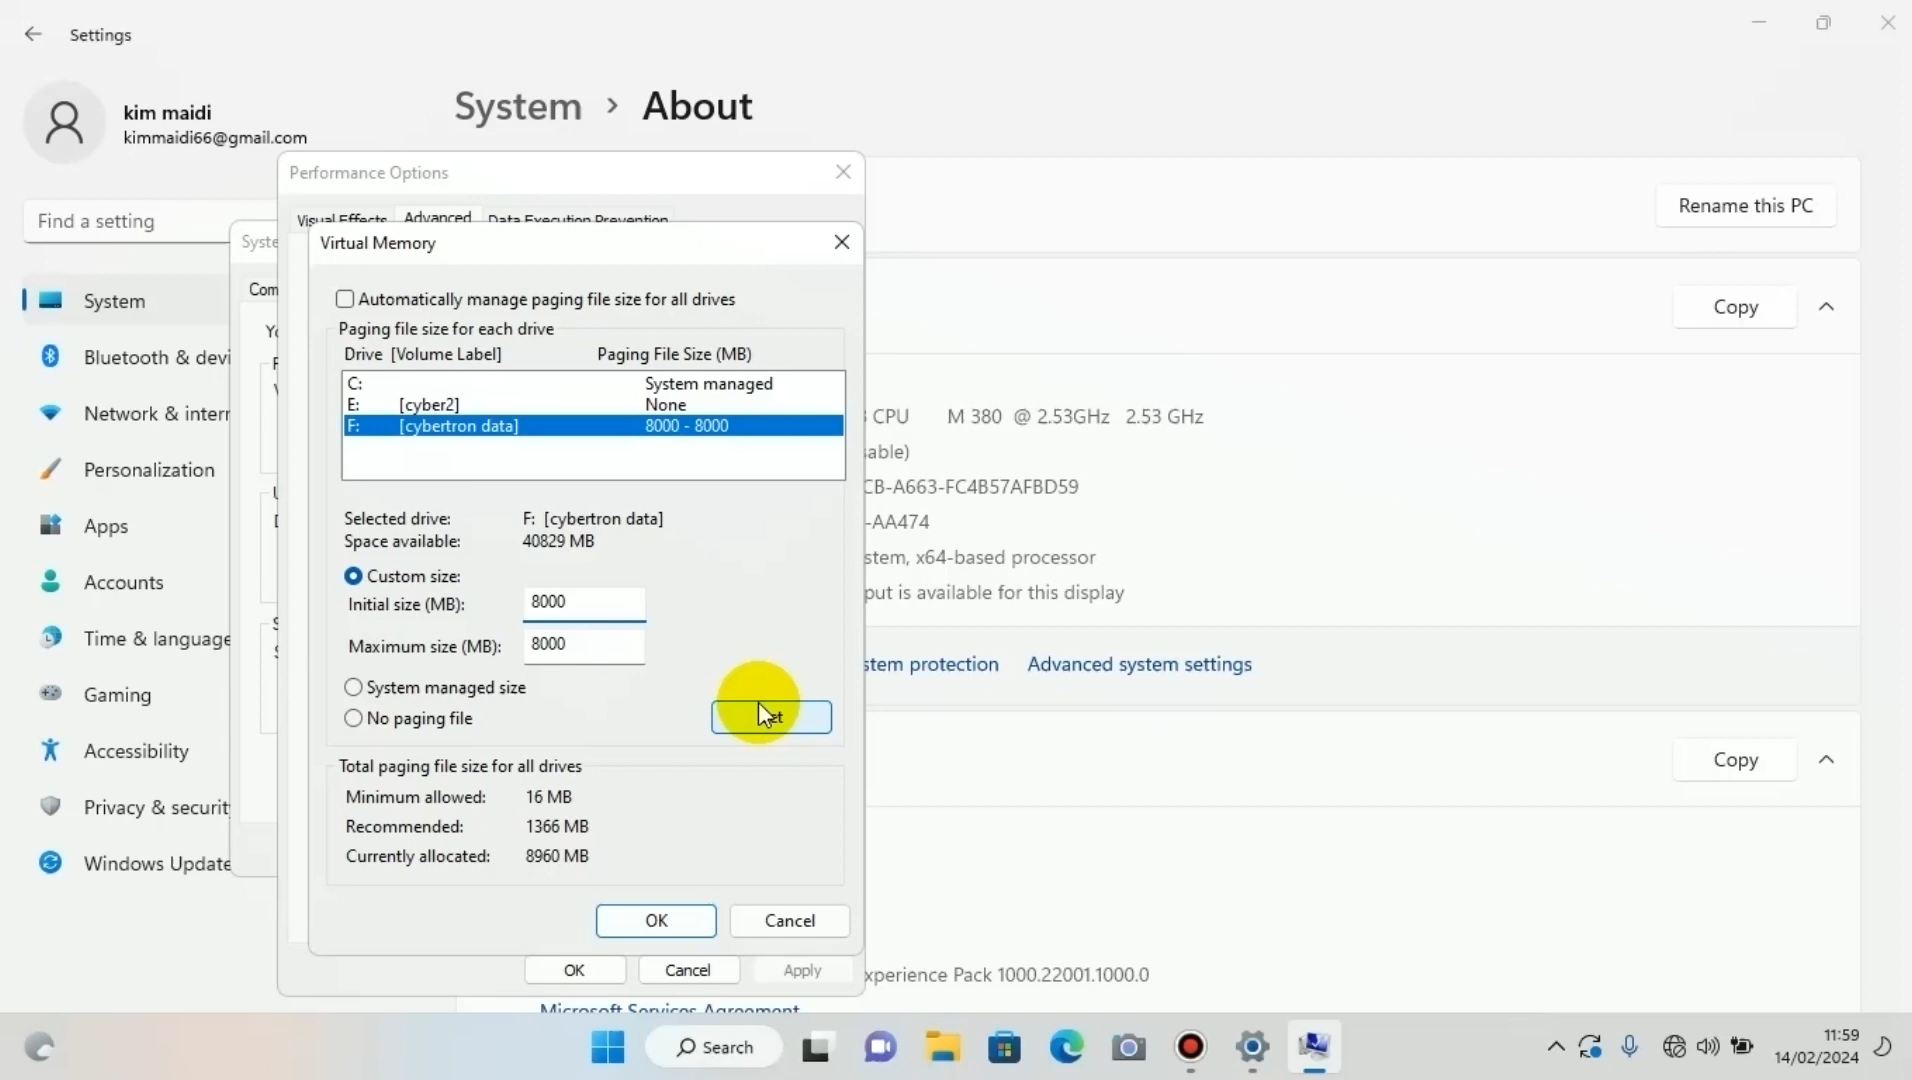 Settings
kim maidi
kimmaidi66@gmail.com
System > About
Find a setting
System
Bluetooth & devi
Network & interr
Personalization
Apps
Accounts
Time & language
Gaming
Accessibility
Privacy & securit
Windows Update
Syste
Com
Performance Options
Visual Effects Advanced Data Execution Prevention
Virtual Memory
Automatically manage paging file size for all drives
Paging file size for each drive
Drive [Volume Label] Paging File Size (MB)
C: System managed
E: [cyber2] None
F: [cybertron data] 8000 - 8000
Selected drive: F: [cybertron data]
Space available: 40829 MB
Custom size:
Initial size (MB): 8000
Maximum size (MB): 8000
System managed size
No paging file
Total paging file size for all drives
Minimum allowed: 16 MB
Recommended: 1366 MB
Currently allocated: 8960 MB
OK Cancel
OK Cancel Apply
Rename this PC
Copy
CPU M 380 @ 2.53GHz 2.53 GHz
able)
CB-A663-FC4B57AFBD59
-AA474
stem, x64-based processor
put is available for this display
stem protection Advanced system settings
Copy
xperience Pack 1000.22001.1000.0
Microsoft Services Agreement
Search
11:59
14/02/2024